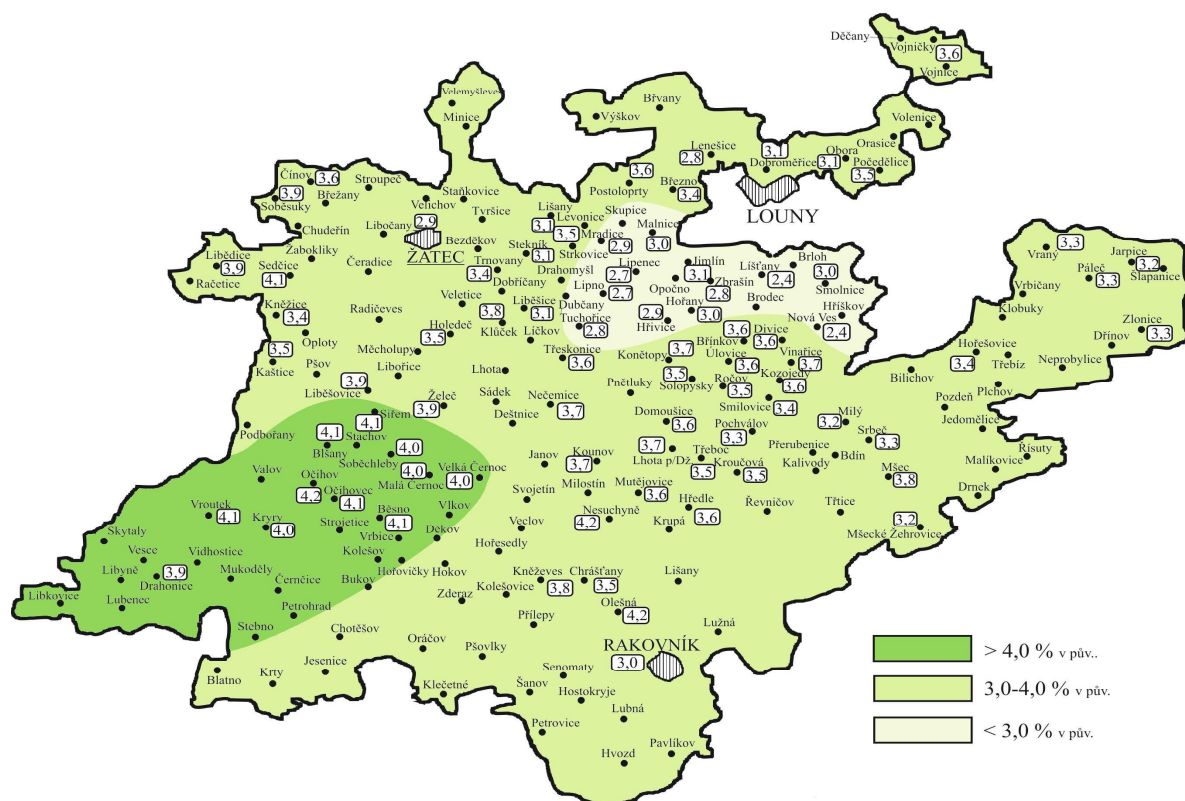 Děčany
Vojničky
3,6
Vojnice
Velemyšleves
Minice
Břvany
Výškov
Volenice
Orasice
Lenešice
2,8
3,1
Dobroměřice
Obora
3,1
Počedělice
3,5
LOUNY
Čínov
3,6
3,9
Soběsuky
Břežany
Stroupeč
Staňkovice
Velichov
2,9
ŽATEC
Libočany
Chudeřín
Tvršice
Bezděkov
Lišany
3,1
Levonice
3,5
Stekník
3,1
Strkovice
Postoloprty
3,6
Březno
3,4
Skupice
Mradice
2,9
Malnice
3,0
Libědice
3,9
Sedčice
4,1
Žabokliky
Račetice
Čeradice
Trnovany
3,4
Dobříčany
Drahomyšl
Lipenec
2,7
Lipno
2,7
Dubčany
Jimlín
3,1
Opočno
Zbrašín
2,8
Líšťany
2,4
Brloh
3,0
Smolnice
Hořany
3,0
Brodec
Hříškov
Nová Ves
2,4
Hřivice
2,9
Tuchořice
2,8
Vrany
3,3
Jarpice
3,2
Šlapanice
Páleč
3,3
Vrbičany
Klobuky
Zlonice
3,3
Dřínov
Neprobylice
Hořešovice
3,4
Třebíz
Plchov
Bílichov
Pozdeň
Jedomělice
Řisuty
Malíkovice
Drnek
Kněžice
3,4
Oploty
3,5
Kaštice
Pšov
Radičeves
Veletice
3,8
Klůček
Liběšice
3,1
Líčkov
Holedeč
3,5
Měcholupy
Libořice
3,9
Liběšovice
Lhota
Třeskonice
3,6
Konětopy
3,7
3,5
Solopysky
3,6
Břínkov
Divice
3,6
Úlovice
3,6
Vinařice
3,7
Kozojedy
3,6
Ročov
3,5
Smilovice
3,4
Pnětluky
Želeč
3,9
Sádek
Deštnice
Nečemice
3,7
Domoušice
3,6
Pochválov
3,3
Milý
3,2
Srbeč
3,3
Podbořany
Siřem
4,1
4,1
Stachov
Blšany
4,0
Soběchleby
4,0
Malá Černoc
Velká Černoc
4,0
Janov
Kounov
3,7
3,7
Lhota p/Dž
Třeboc
3,5
Kroučová
3,5
Přerubenice
Kalivody
Bdín
Mšec
3,8
Valov
Očihov
4,2
Očihovec
4,1
Vroutek
4,1
Kryry
4,0
Strojetice
Běsno
4,1
Vrbice
Vlkov
Děkov
Svojetín
Milostín
Mutějovice
3,6
Nesuchyně
4,2
Hředle
3,6
Krupá
Řevničov
Třtice
3,2
Mšecké Žehrovice
Veclov
Hořesedly
Skytaly
Vesce
Libyně
3,9
Drahonice
Vidhostice
Mukoděly
Kolešov
Hořovičky
Hokov
Bukov
Libkovice
Lubenec
Černčice
Petrohrad
Stebno
Zderaz
Kolešovice
Kněževes
3,8
Chrášťany
3,5
Lišany
Olešná
4,2
Přílepy
Lužná
RAKOVNÍK
3,0
Chotěšov
Oráčov
Pšovlky
Senomaty
Blatno
Krty
Jesenice
Klečetné
Šanov
Hostokryje
Lubná
Petrovice
Hvozd
Pavlíkov
> 4,0 % v pův..
3,0-4,0 % v pův.
< 3,0 % v pův.